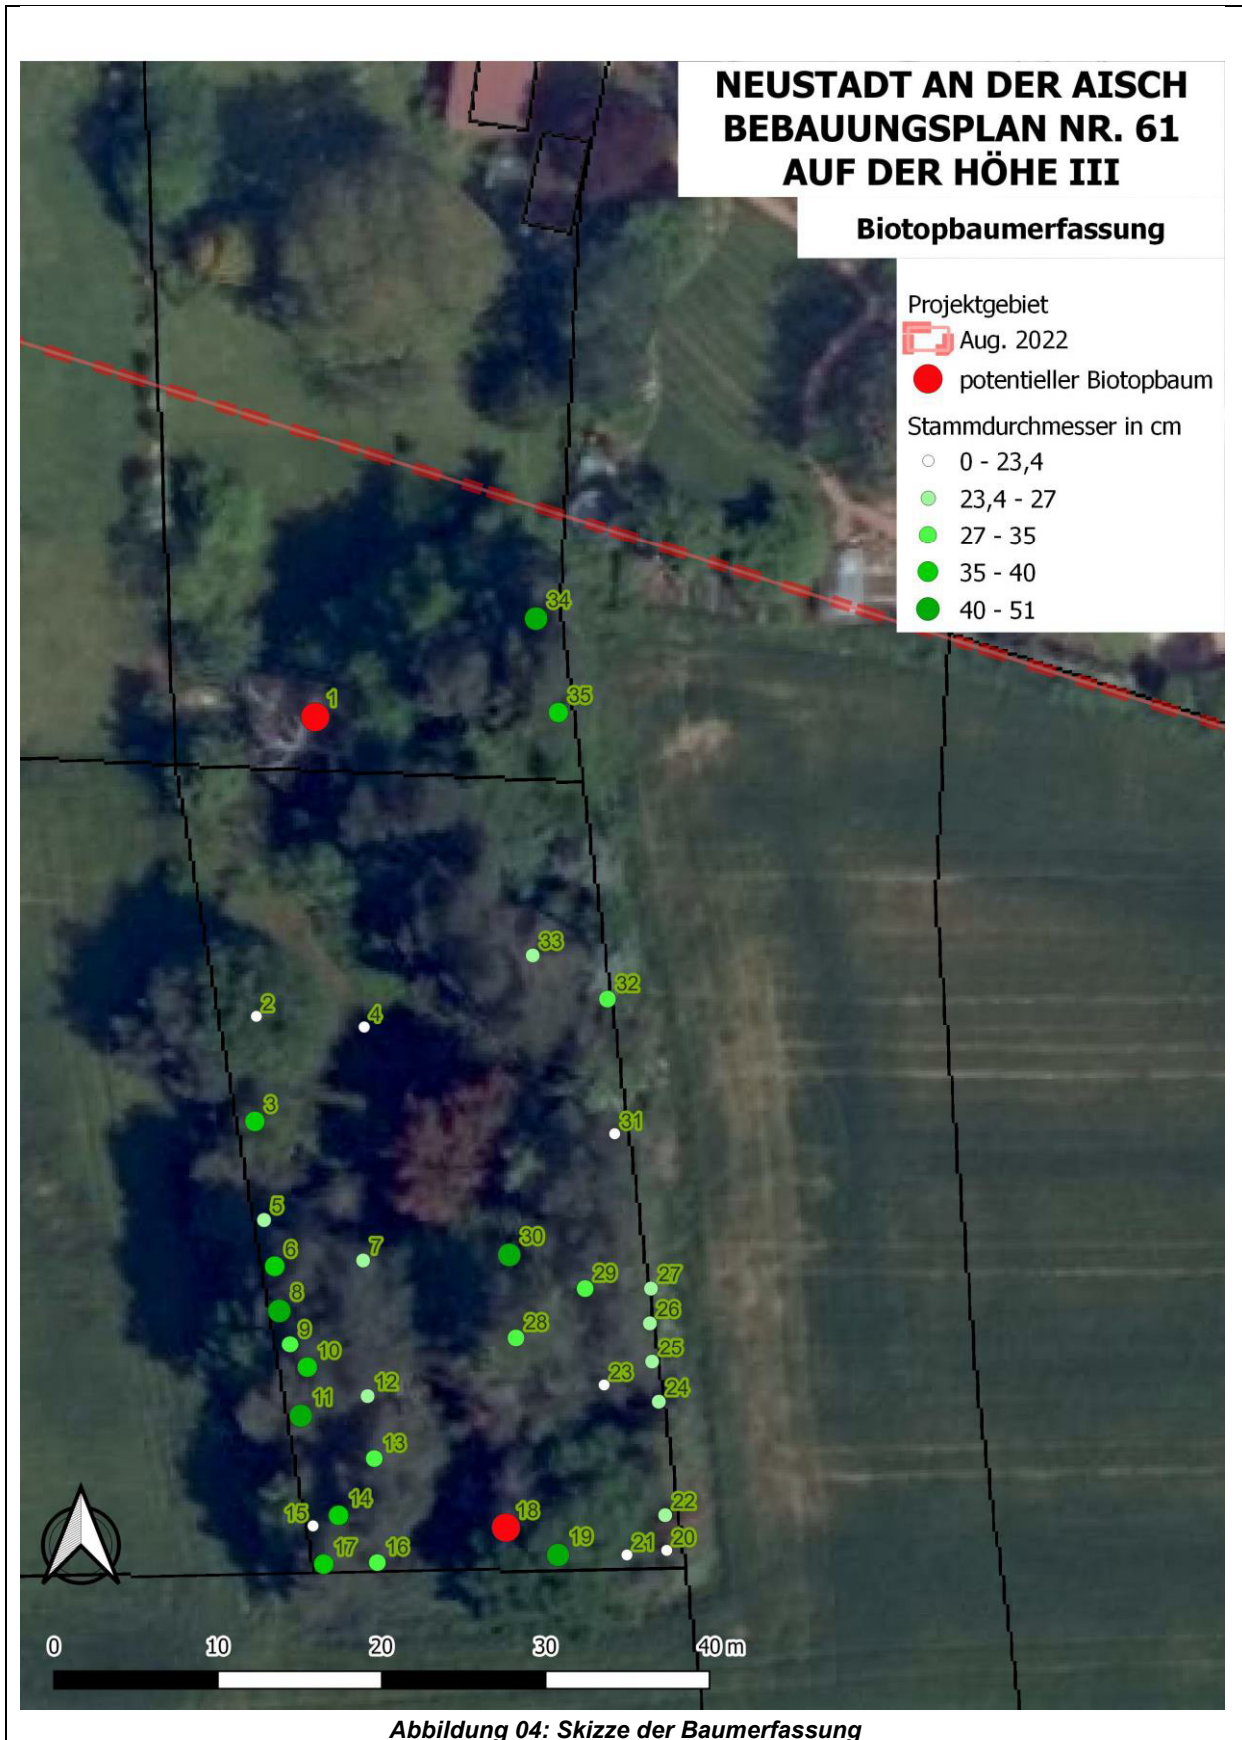 NEUSTADT AN DER AISCH
BEBAUUNGSPLAN NR. 61
AUF DER HÖHE III
Biotopbaumerfassung
Projektgebiet
Aug. 2022
potentieller Biotopbaum
Stammdurchmesser in cm
0 - 23,4
23,4 - 27
27 - 35
35 - 40
40 - 51
34
1
35
33
32
2
4
3
31
5
30
7
6
29
27
8
26
28
9
25
10
23
12
24
11
13
14
22
15
18
19
21
20
17
16
0
10
20
30
40 m
Abbildung 04: Skizze der Baumerfassung